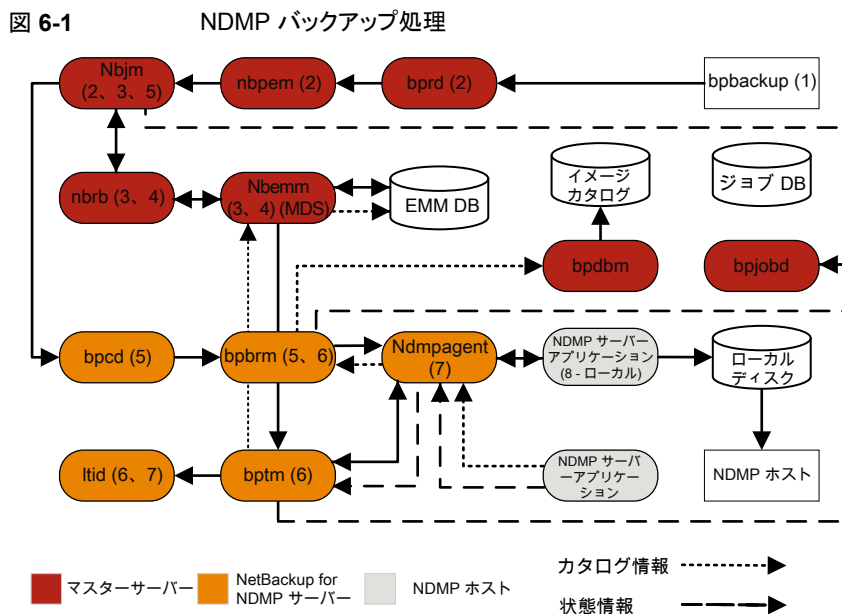 図 6-1 NDMP バックアップ処理
Nbjm
(2、3、5)
nbpem (2)
bprd (2)
bpbackup (1)
nbrb (3、4)
Nbemm
(3、4) (MDS)
EMM DB
イメージ
カタログ
ジョブ DB
bpdbm
bpjobd
bpcd (5)
bpbrm (5、6)
Ndmpagent
(7)
NDMP サーバー
アプリケーション
(8 - ローカル)
ローカル
ディスク
ltid (6、7)
bptm (6)
NDMP サーバ
ーアプリケー
ション
NDMP ホスト
マスターサーバー
NetBackup for
NDMP サーバー
NDMP ホスト
カタログ情報
状態情報